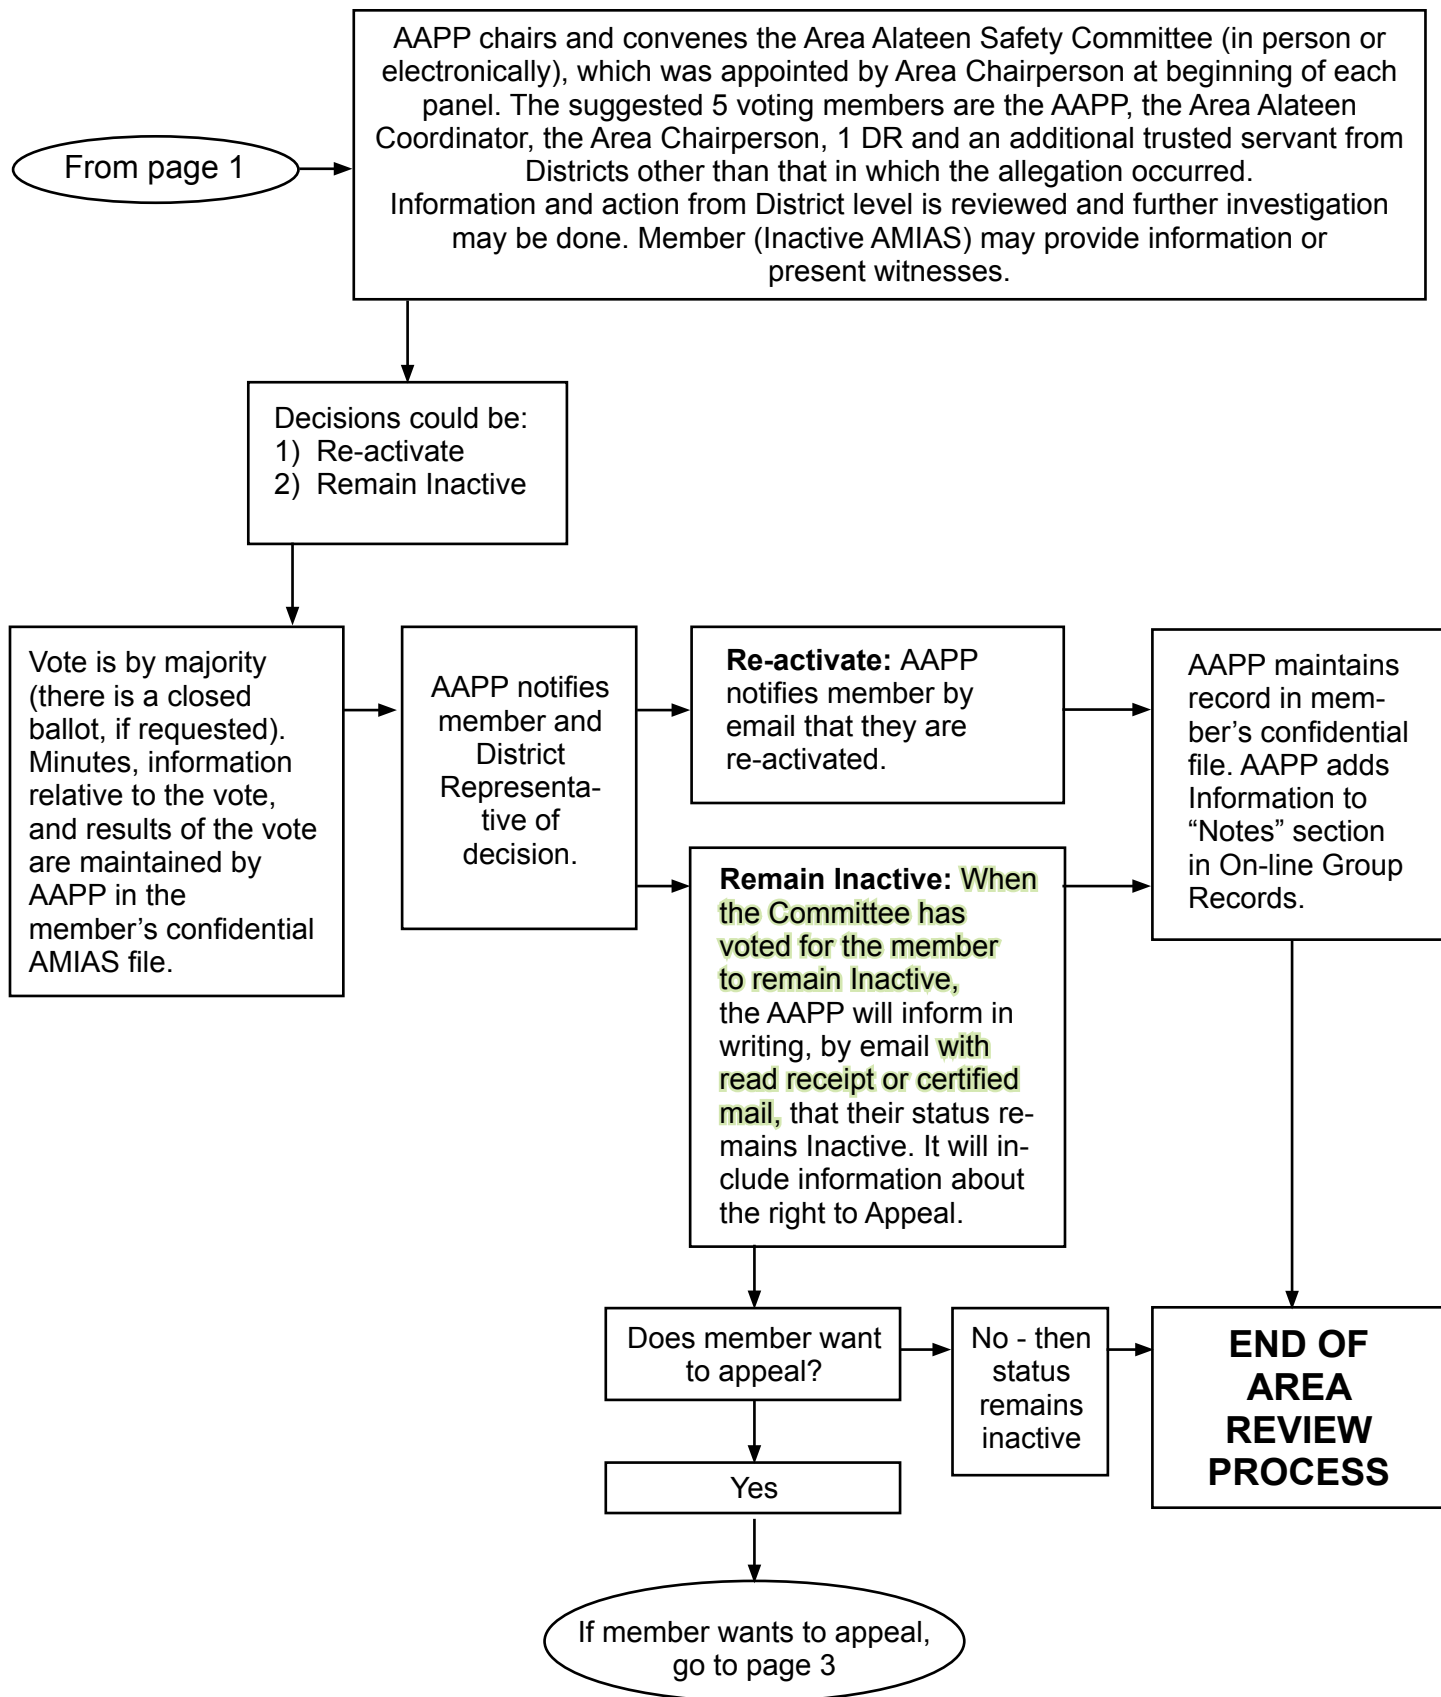 From page 1
AAPP chairs and convenes the Area Alateen Safety Committee (in person or
electronically), which was appointed by Area Chairperson at beginning of each
panel. The suggested 5 voting members are the AAPP, the Area Alateen
Coordinator, the Area Chairperson, 1 DR and an additional trusted servant from
Districts other than that in which the allegation occurred.
Information and action from District level is reviewed and further investigation
may be done. Member (Inactive AMIAS) may provide information or
present witnesses.
Decisions could be:
1) Re-activate
2) Remain Inactive
Vote is by majority
(there is a closed
ballot, if requested).
Minutes, information
relative to the vote,
and results of the vote
are maintained by
AAPP in the
member’s confidential
AMIAS file.
AAPP notifies
member and
District
Representa-
tive of
decision.
Re-activate: AAPP
notifies member by
email that they are
re-activated.
Remain Inactive: When
the Committee has
voted for the member
to remain Inactive,
the AAPP will inform in
writing, by email with
read receipt or certified
mail, that their status re-
mains Inactive. It will in-
clude information about
the right to Appeal.
AAPP maintains
record in mem-
ber’s confidential
file. AAPP adds
Information to
“Notes” section
in On-line Group
Records.
Does member want
to appeal?
No - then
status
remains
inactive
END OF
AREA
REVIEW
PROCESS
Yes
If member wants to appeal,
go to page 3